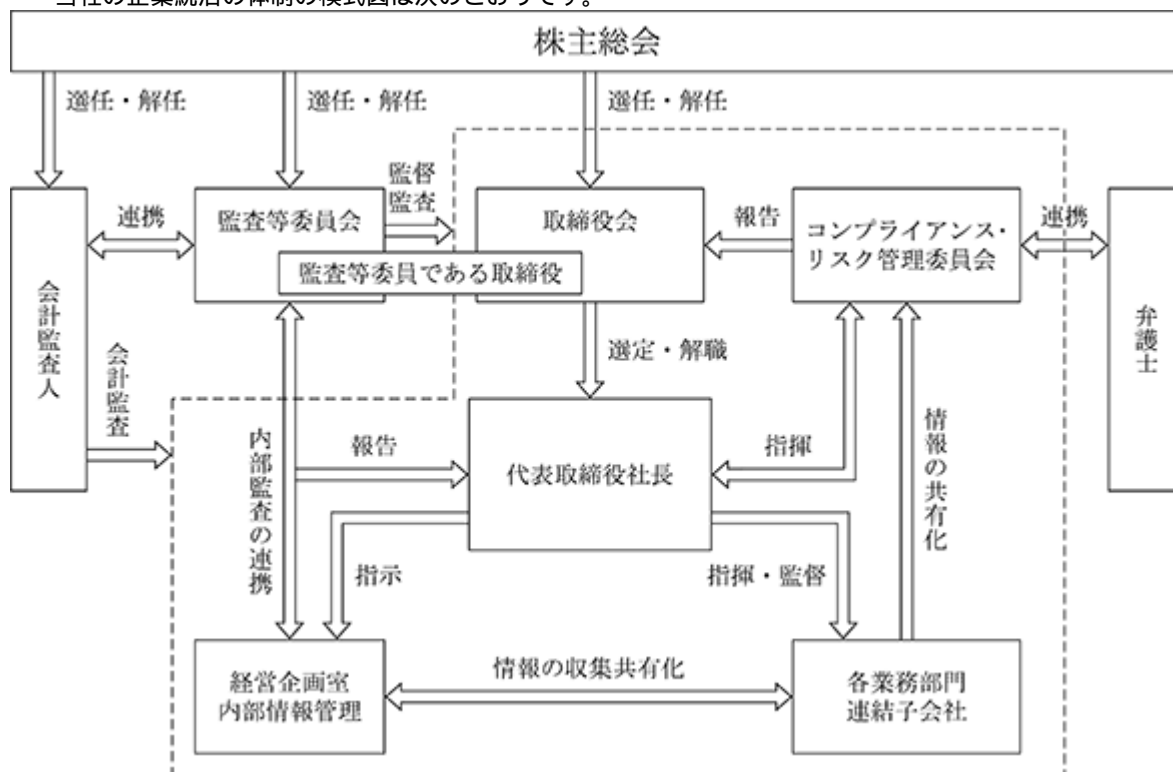 当社の企業統治の体制の模式図は次のとおりです。
株主総会
選任・解任
選任・解任
選任・解任
監督
監査
連携
監査等委員会
取締役会
報告
コンプライアンス・
リスク管理委員会
連携
監査等委員である取締役
会計監査人
弁護士
選定・解職
会計監査
内部監査の連携
報告
代表取締役社長
指揮
情報の共有化
指示
指揮・監督
経営企画室
内部情報管理
情報の収集共有化
各業務部門
連結子会社